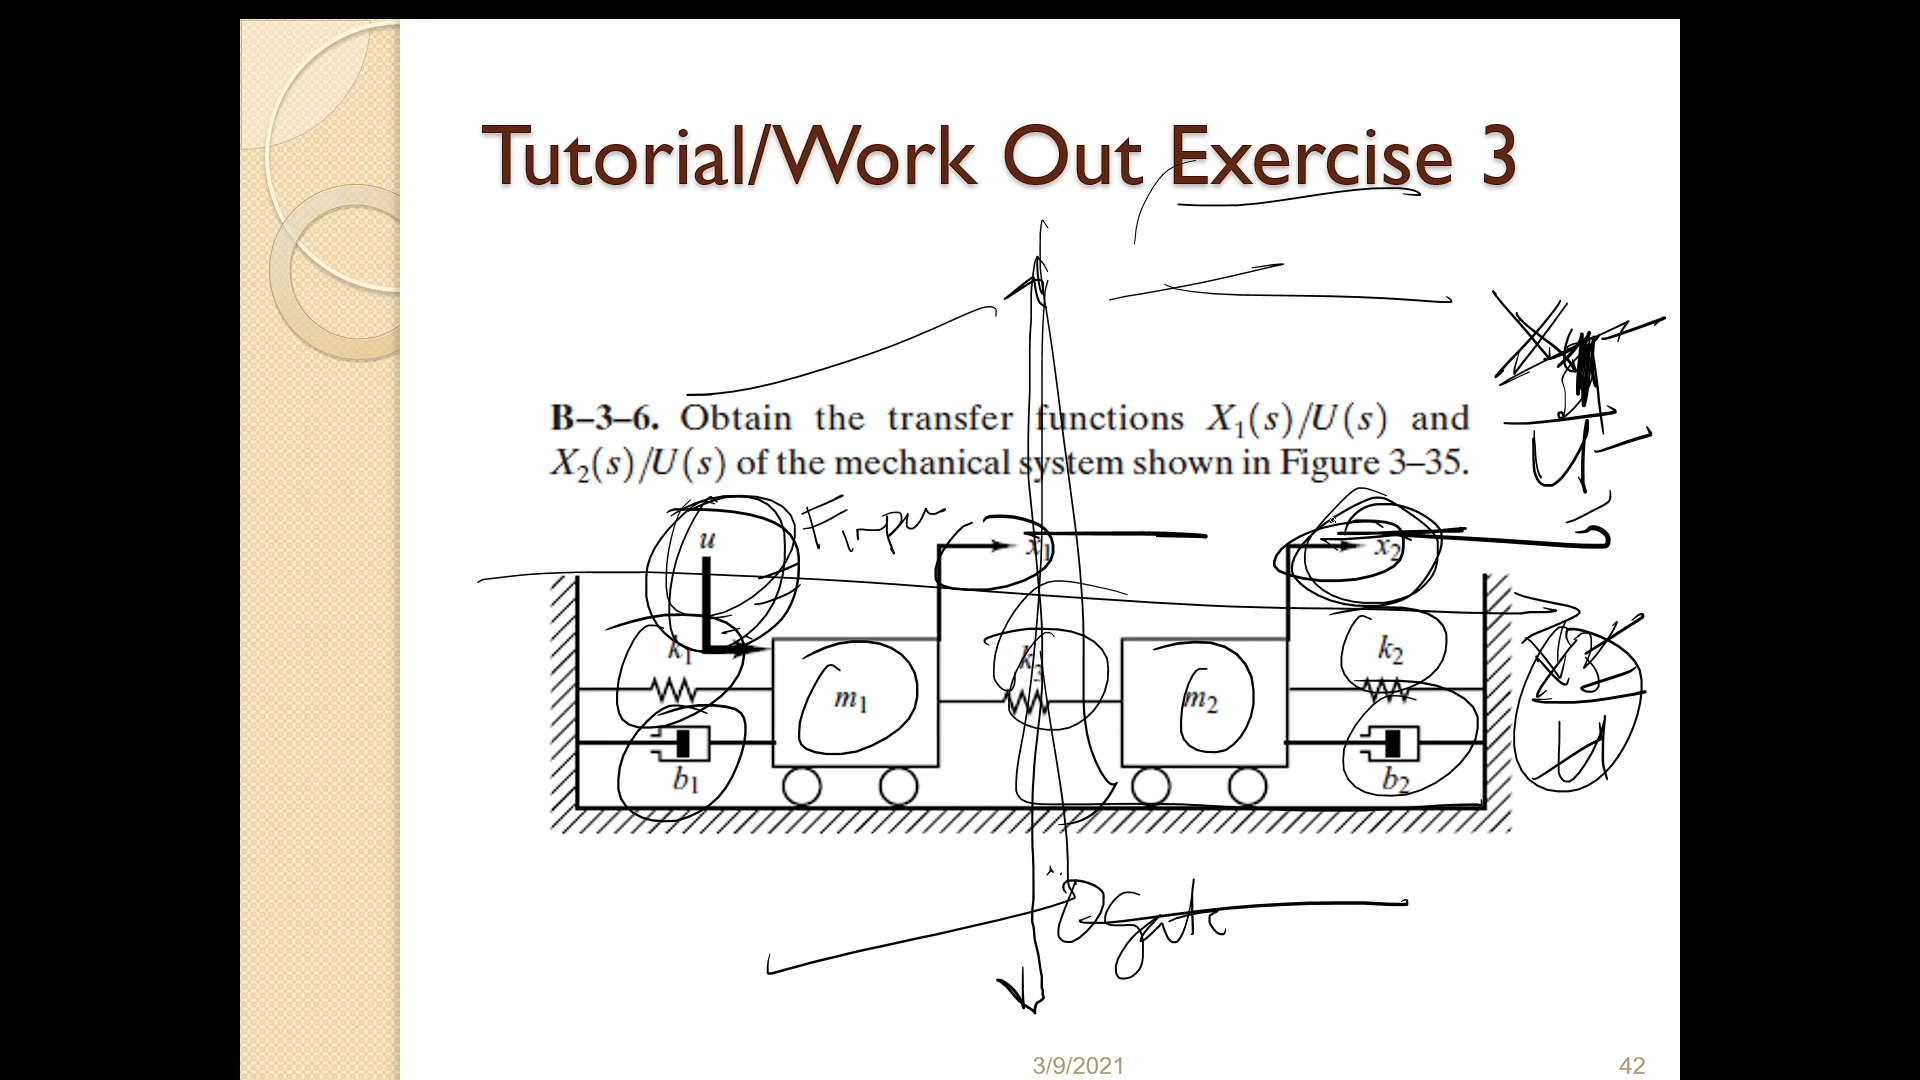 Tutorial/Work Out Exercise 3
B–3–6. Obtain the transfer functions X₁(s)/U(s) and
X₂(s)/U(s) of the mechanical system shown in Figure 3–35.
u
x₁
x₂
k₁
k₃
k₂
m₁
m₂
b₁
b₂
U
U
Ogata
3/9/2021
42